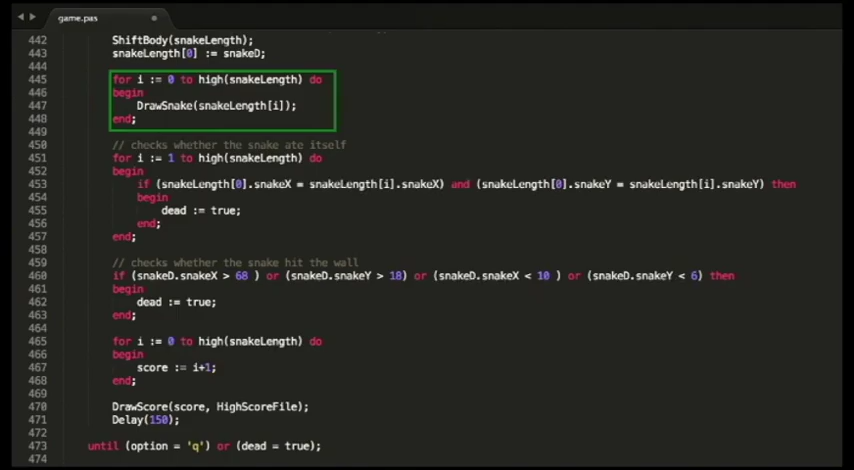 game.pas
442 ShiftBody(snakeLength);
443 snakeLength[0] := snakeD;
444
445 for i := 0 to high(snakeLength) do
446 begin
447 DrawSnake(snakeLength[i]);
448 end;
449
450 // checks whether the snake ate itself
451 for i := 1 to high(snakeLength) do
452 begin
453 if (snakeLength[0].snakeX = snakeLength[i].snakeX) and (snakeLength[0].snakeY = snakeLength[i].snakeY) then
454 begin
455 dead := true;
456 end;
457 end;
458
459 // checks whether the snake hit the wall
460 if (snakeD.snakeX > 68 ) or (snakeD.snakeY > 18) or (snakeD.snakeX < 10 ) or (snakeD.snakeY < 6) then
461 begin
462 dead := true;
463 end;
464
465 for i := 0 to high(snakeLength) do
466 begin
467 score := i+1;
468 end;
469
470 DrawScore(score, HighScoreFile);
471 Delay(150);
472
473 until (option = 'q') or (dead = true);
474